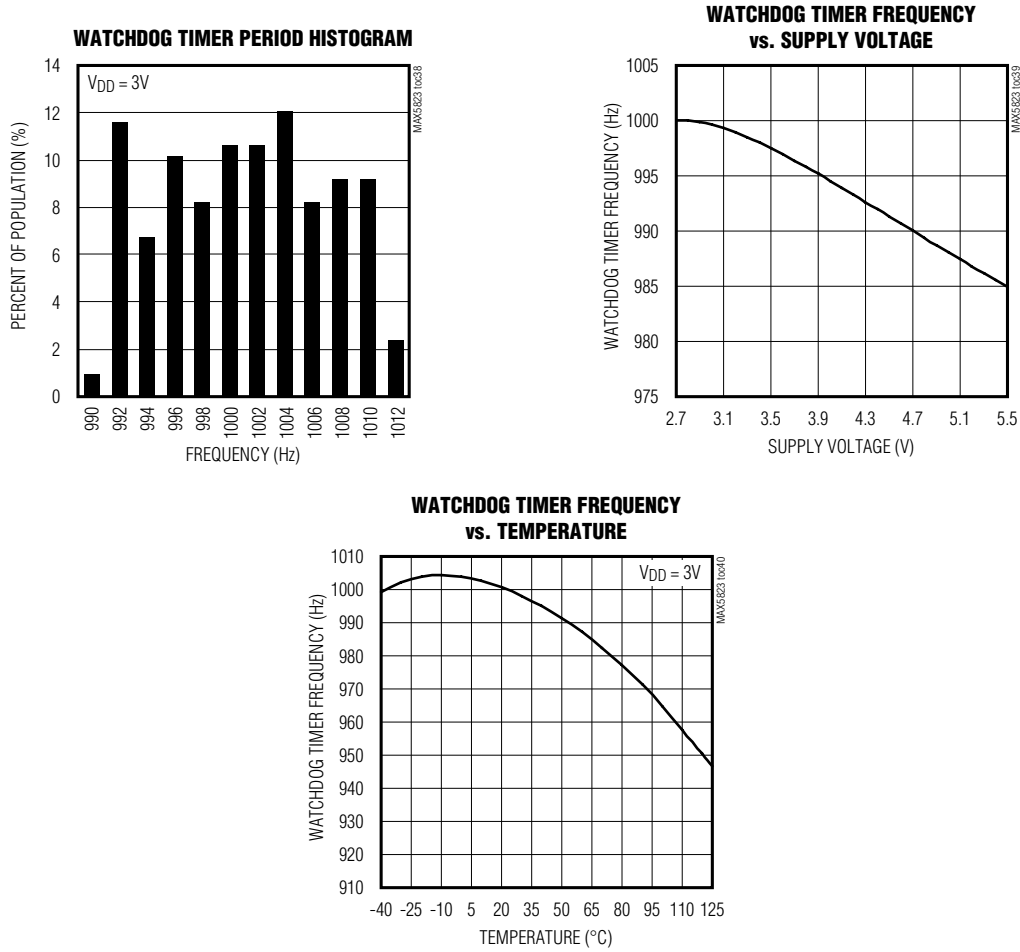 WATCHDOG TIMER PERIOD HISTOGRAM
14
12
10
8
6
4
2
0
PERCENT OF POPULATION (%)
VDD = 3V
MAX5823 toc38
990 992 994 996 998 1000 1002 1004 1006 1008 1010 1012
FREQUENCY (Hz)
WATCHDOG TIMER FREQUENCY
vs. SUPPLY VOLTAGE
1005
1000
995
990
985
980
975
WATCHDOG TIMER FREQUENCY (Hz)
MAX5823 toc39
2.7 3.1 3.5 3.9 4.3 4.7 5.1 5.5
SUPPLY VOLTAGE (V)
WATCHDOG TIMER FREQUENCY
vs. TEMPERATURE
1010
1000
990
980
970
960
950
940
930
920
910
WATCHDOG TIMER FREQUENCY (Hz)
VDD = 3V
MAX5823 toc40
-40 -25 -10 5 20 35 50 65 80 95 110 125
TEMPERATURE (°C)